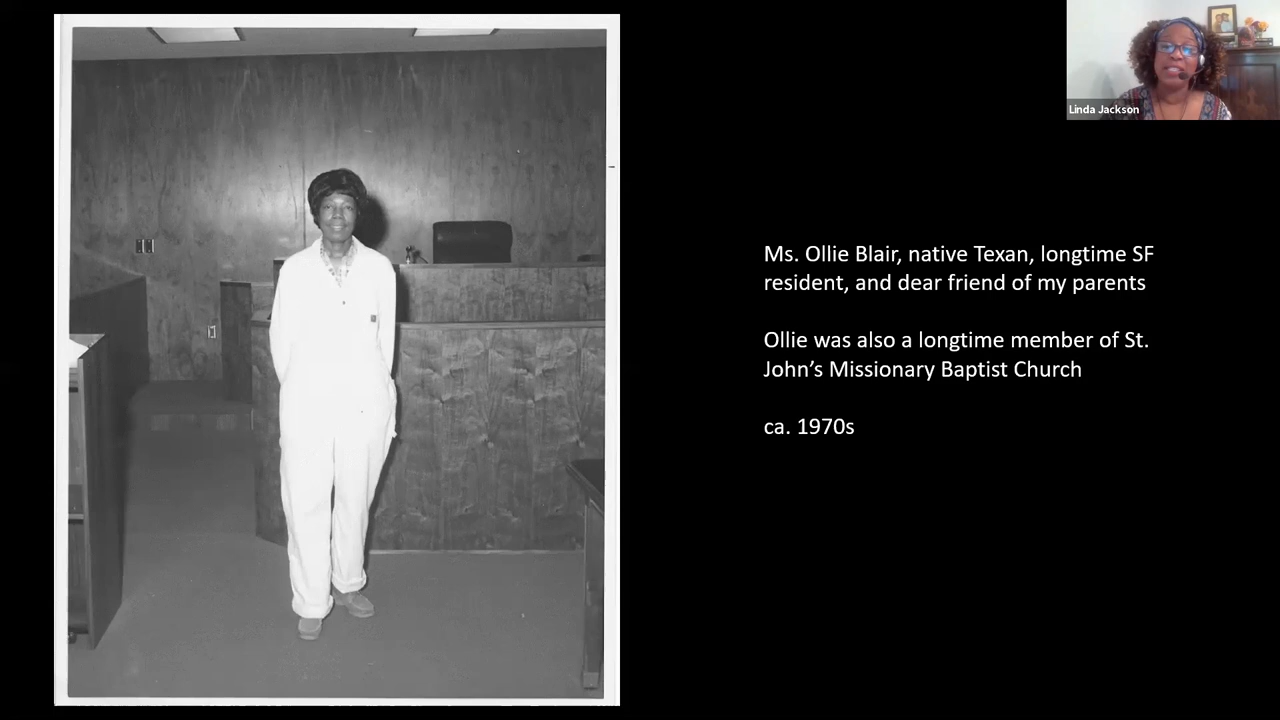 Linda Jackson
Ms. Ollie Blair, native Texan, longtime SF
resident, and dear friend of my parents
Ollie was also a longtime member of St.
John’s Missionary Baptist Church
ca. 1970s